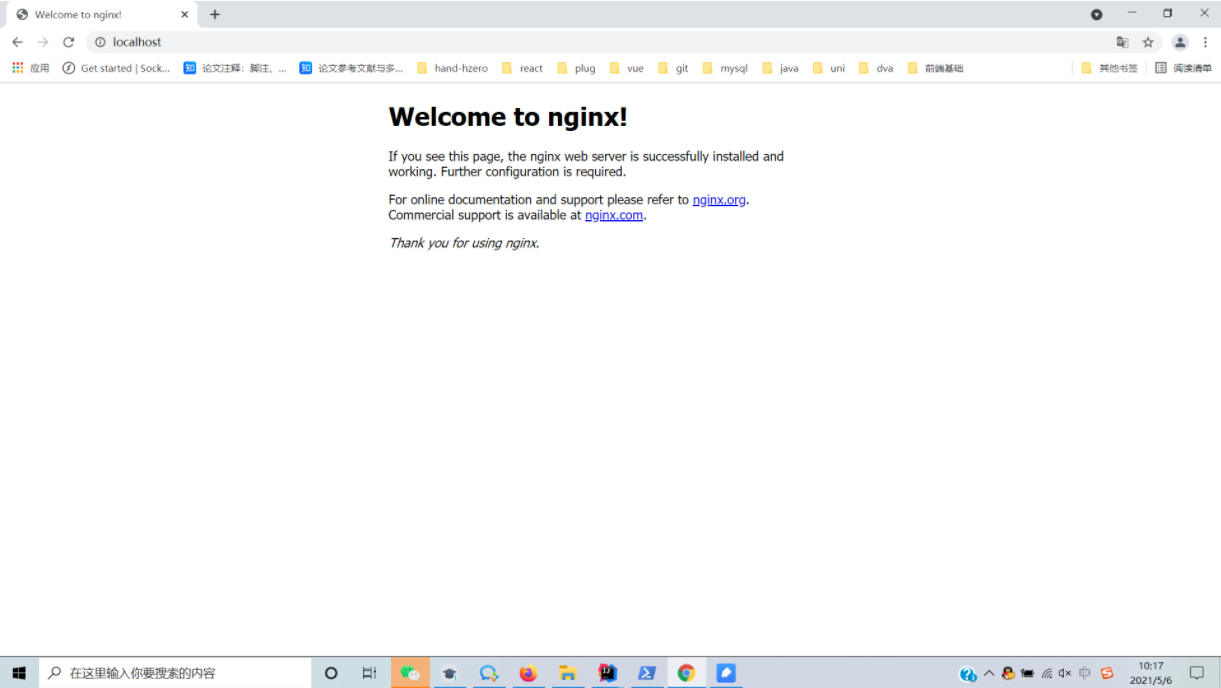 Welcome to nginx!
localhost
应用 Get started | Sock... 知 论文注释：脚注、... 知 论文参考文献与多... hand-hzero react plug vue git mysql java uni dva 前端基础 其他书签 阅读清单
Welcome to nginx!
If you see this page, the nginx web server is successfully installed and
working. Further configuration is required.
For online documentation and support please refer to nginx.org.
Commercial support is available at nginx.com.
Thank you for using nginx.
在这里输入你要搜索的内容
中
10:17
2021/5/6